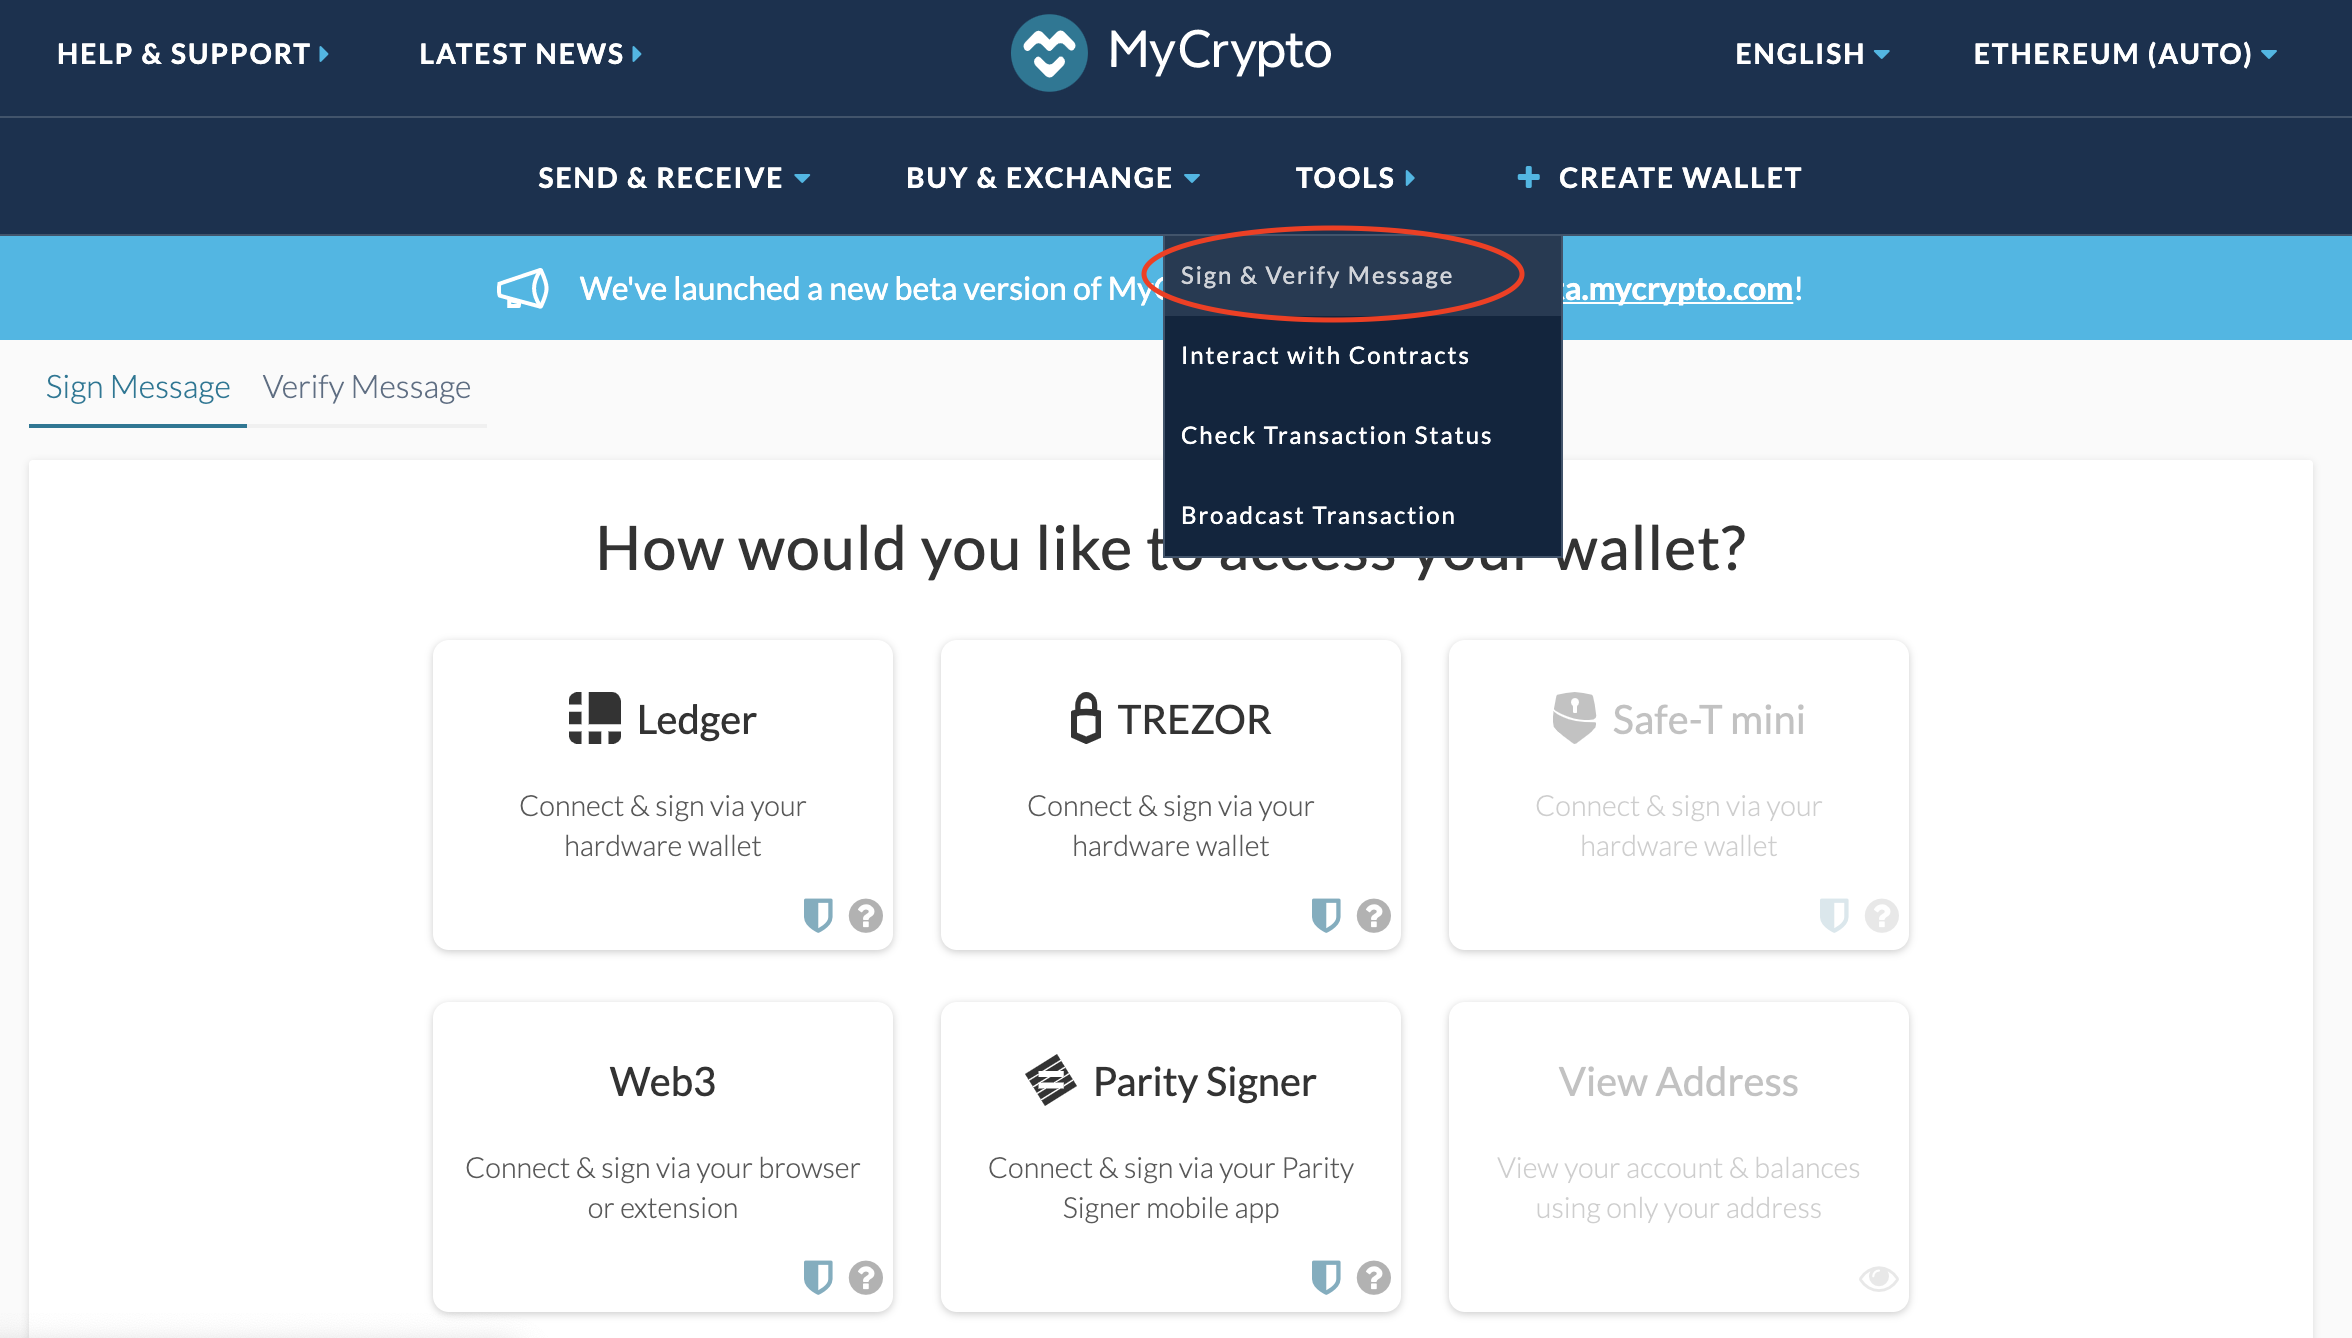 HELP & SUPPORT
LATEST NEWS
MyCrypto
ENGLISH
ETHEREUM (AUTO)
SEND & RECEIVE
BUY & EXCHANGE
TOOLS
CREATE WALLET
We've launched a new beta version of
.mycrypto.com!
Sign & Verify Message
Interact with Contracts
Check Transaction Status
Broadcast Transaction
Sign Message
Verify Message
How would you like to access your wallet?
Ledger
Connect & sign via your
hardware wallet
TREZOR
Connect & sign via your
hardware wallet
Safe-T mini
Connect & sign via your
hardware wallet
Web3
Connect & sign via your browser
or extension
Parity Signer
Connect & sign via your Parity
Signer mobile app
View Address
View your account & balances
using only your address